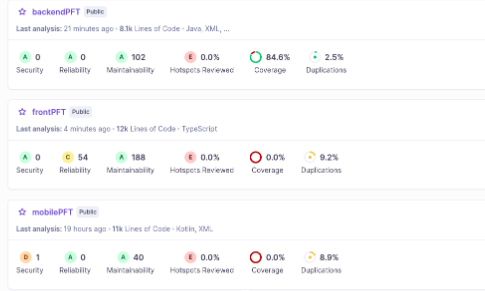 backendPFT Public
Last analysis: 21 minutes ago · 8.1k Lines of Code · Java, XML, ...
A 0 A 0 A 102 E 0.0% 84.6% 2.5%
Security Reliability Maintainability Hotspots Reviewed Coverage Duplications
frontPFT Public
Last analysis: 4 minutes ago · 12k Lines of Code · TypeScript
A 0 C 54 A 188 E 0.0% 0.0% 9.2%
Security Reliability Maintainability Hotspots Reviewed Coverage Duplications
mobilePFT Public
Last analysis: 19 hours ago · 11k Lines of Code · Kotlin, XML
D 1 A 0 A 40 E 0.0% 0.0% 8.9%
Security Reliability Maintainability Hotspots Reviewed Coverage Duplications